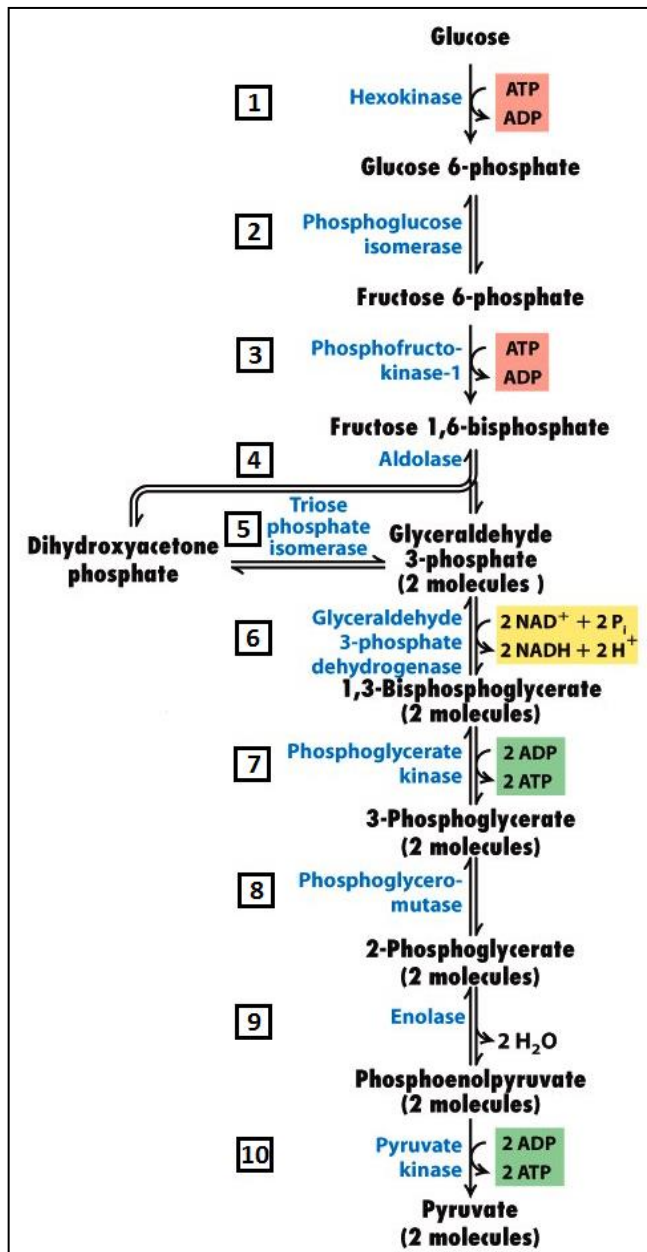 Glucose
1
Hexokinase
ATP
ADP
Glucose 6-phosphate
2
Phosphoglucose
isomerase
Fructose 6-phosphate
3
Phosphofructo-
kinase-1
ATP
ADP
Fructose 1,6-bisphosphate
4
Aldolase
5
Triose
phosphate
isomerase
Dihydroxyacetone
phosphate
Glyceraldehyde
3-phosphate
(2 molecules )
6
Glyceraldehyde
3-phosphate
dehydrogenase
2 NAD⁺ + 2 Pᵢ
2 NADH + 2 H⁺
1,3-Bisphosphoglycerate
(2 molecules)
7
Phosphoglycerate
kinase
2 ADP
2 ATP
3-Phosphoglycerate
(2 molecules)
8
Phosphoglycero-
mutase
2-Phosphoglycerate
(2 molecules)
9
Enolase
2 H₂O
Phosphoenolpyruvate
(2 molecules)
10
Pyruvate
kinase
2 ADP
2 ATP
Pyruvate
(2 molecules)